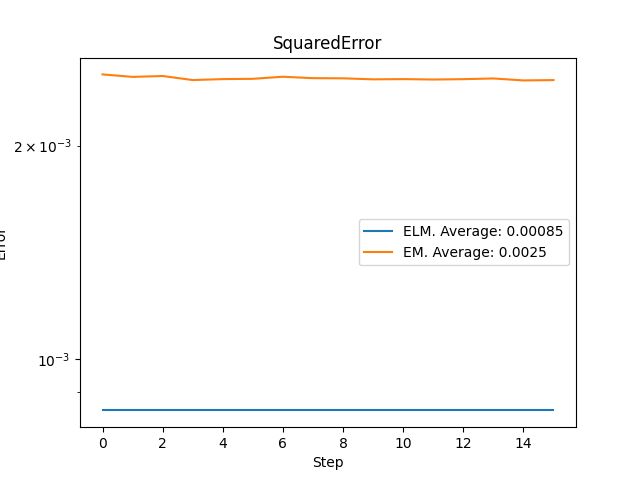 SquaredError
2 × 10⁻³
10⁻³
Error
ELM. Average: 0.00085
EM. Average: 0.0025
0 2 4 6 8 10 12 14
Step